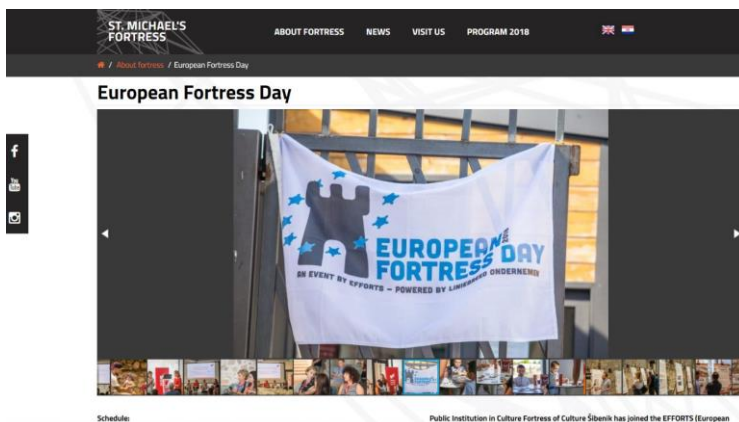 ST. MICHAEL'S
FORTRESS
ABOUT FORTRESS NEWS VISIT US PROGRAM 2018
/ About fortress / European Fortress Day
European Fortress Day
f
You
Tube
EUROPEAN
FORTRESS DAY
AN EVENT BY EFFORTS – POWERED BY LINIEBREED ONDERNEMEN
Schedule:
Public Institution in Culture Fortress of Culture Šibenik has joined the EFFORTS (European